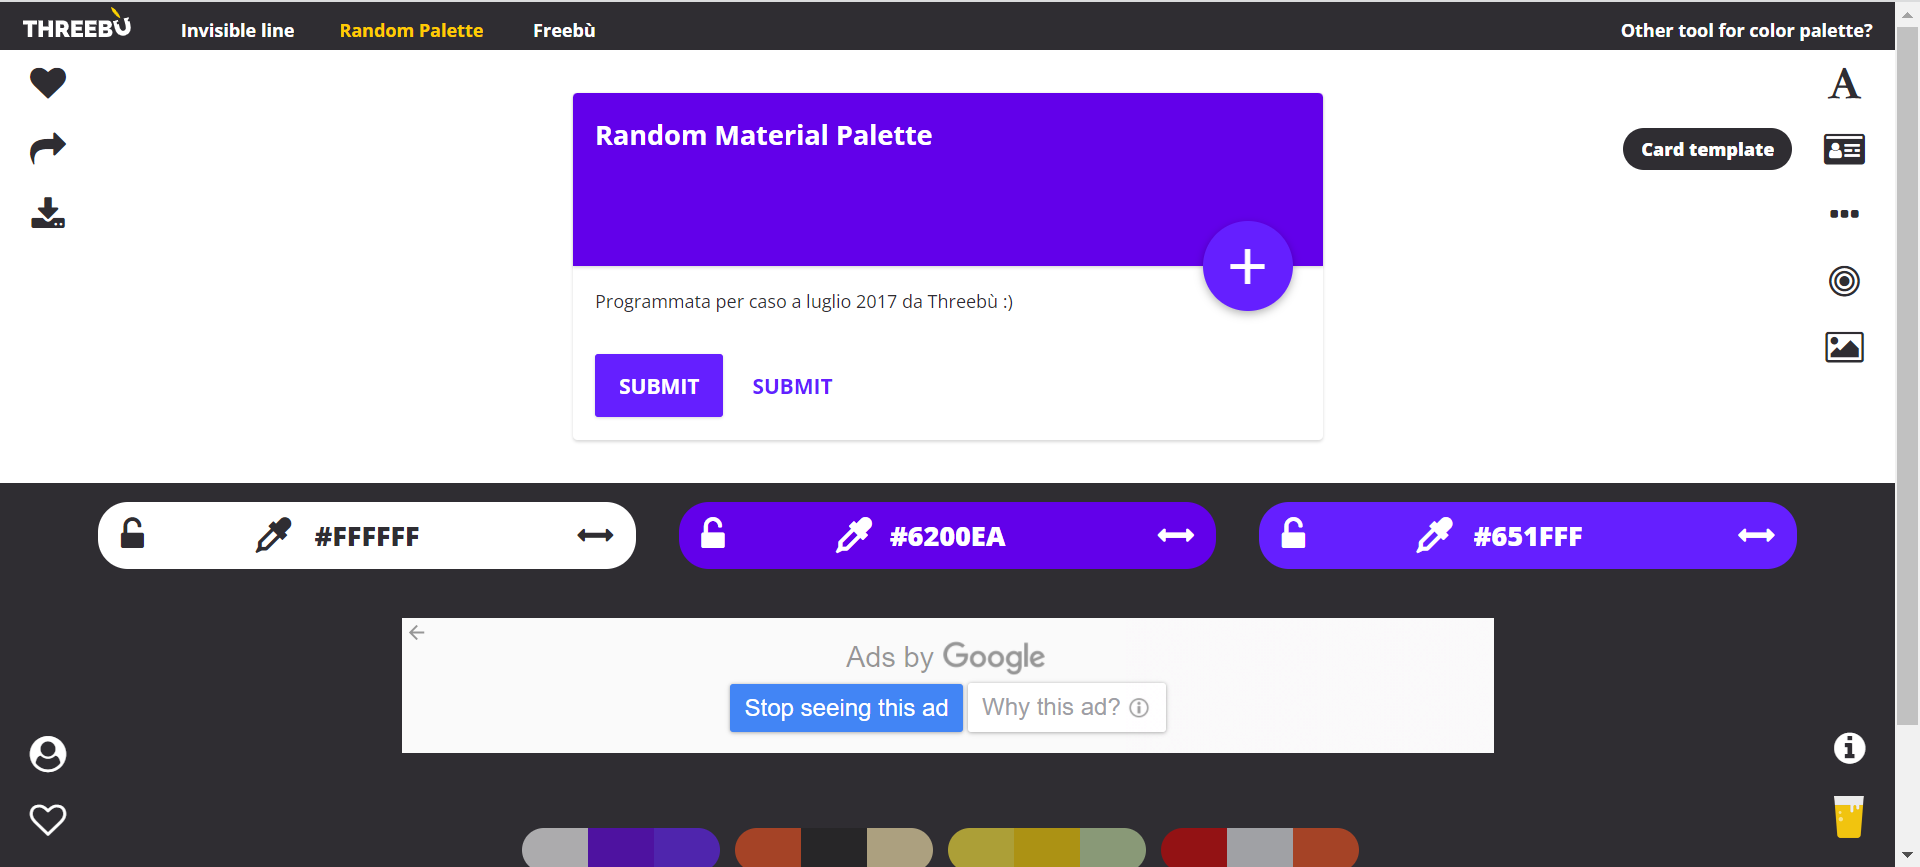 THREEBÙ
Invisible line
Random Palette
Freebù
Other tool for color palette?
Random Material Palette
Card template
Programmata per caso a luglio 2017 da Threebù :)
SUBMIT
SUBMIT
#FFFFFF
#6200EA
#651FFF
Ads by Google
Stop seeing this ad
Why this ad?